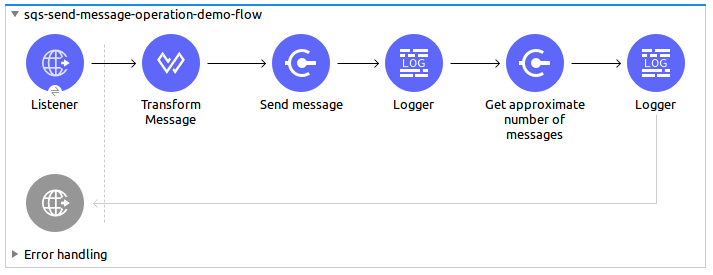 sqs-send-message-operation-demo-flow
LOG
LOG
Listener
Transform
Message
Send message
Logger
Get approximate
number of
messages
Logger
Error handling